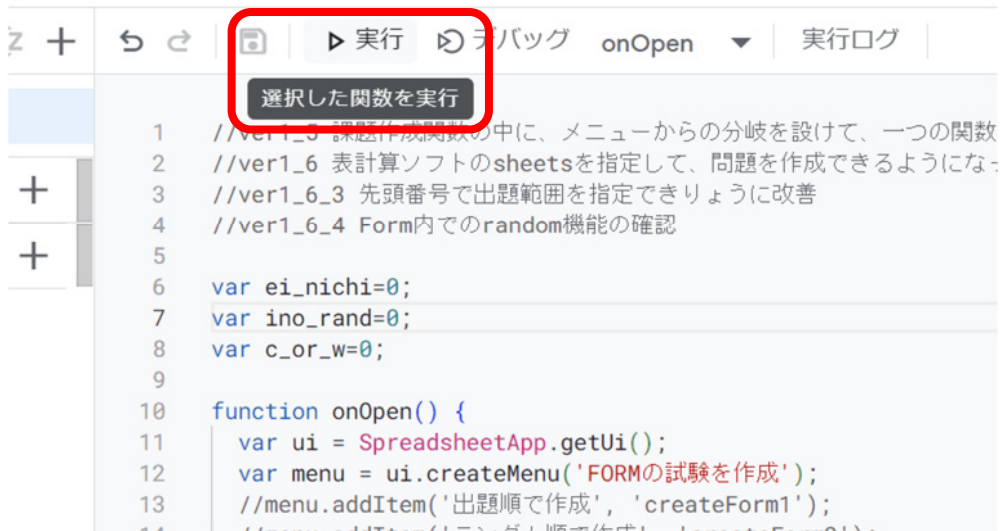 実行 デバッグ onOpen 実行ログ
選択した関数を実行
1 //ver1_5 課題作成関数の中に、メニューからの分岐を設けて、一つの関数
2 //ver1_6 表計算ソフトのsheetsを指定して、問題を作成できるようにな
3 //ver1_6_3 先頭番号で出題範囲を指定できりょうに改善
4 //ver1_6_4 Form内でのrandom機能の確認
5
6 var ei_nichi=0;
7 var ino_rand=0;
8 var c_or_w=0;
9
10 function onOpen() {
11 var ui = SpreadsheetApp.getUi();
12 var menu = ui.createMenu('FORMの試験を作成');
13 //menu.addItem('出題順で作成', 'createForm1');